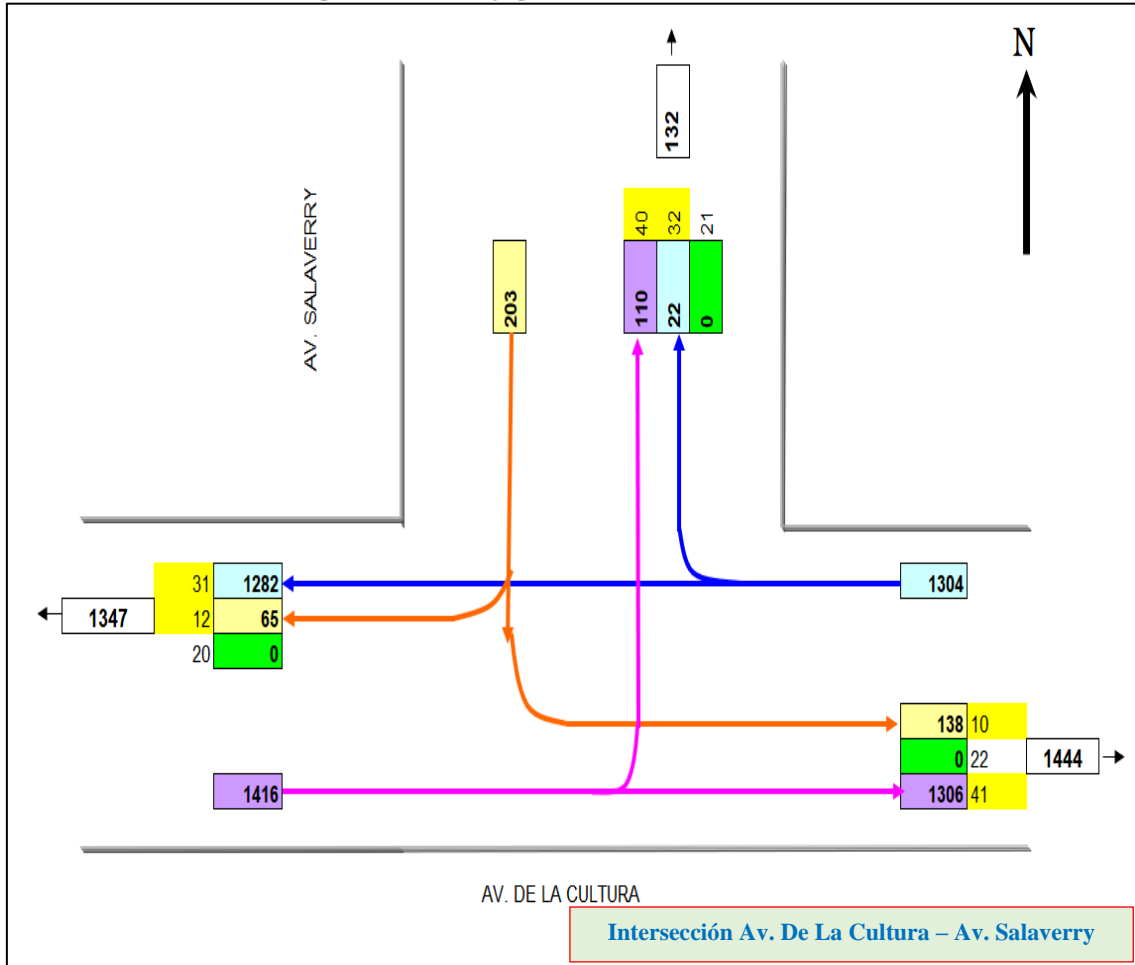 N
132
AV. SALAVERRY
40 32 21
203 110 22 0
31 1282 1304
1347 12 65
20 0
138 10
0 22 1444
1416 1306 41
AV. DE LA CULTURA
Intersección Av. De La Cultura – Av. Salaverry